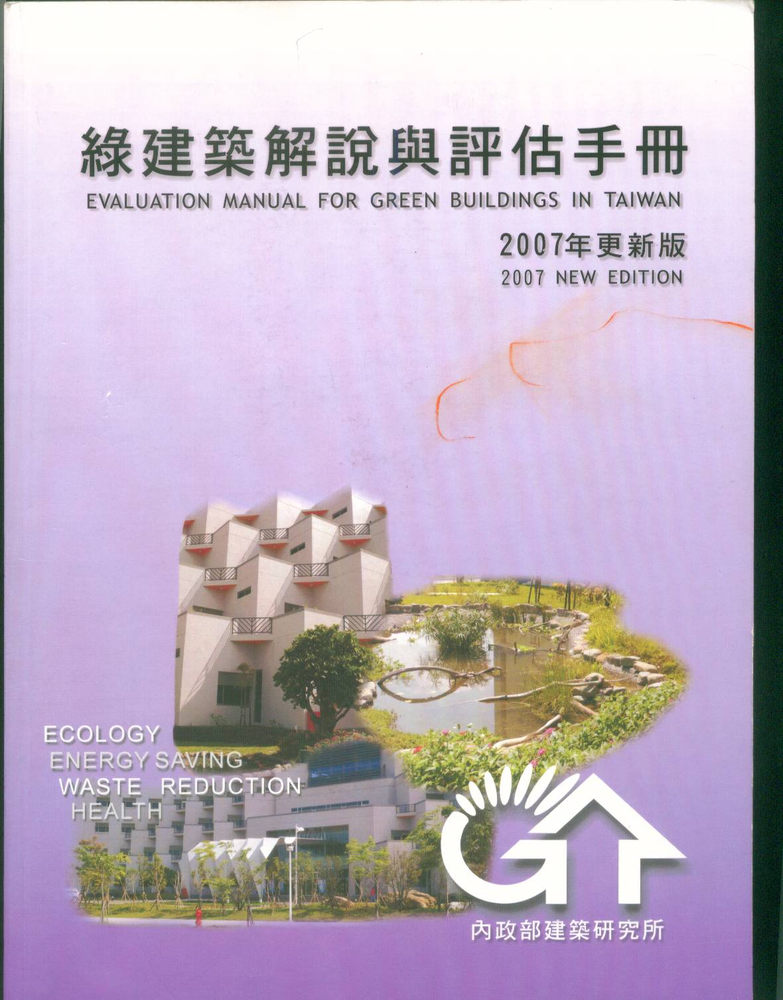 綠建築解說與評估手冊
EVALUATION MANUAL FOR GREEN BUILDINGS IN TAIWAN
2007年更新版
2007 NEW EDITION
ECOLOGY
ENERGY SAVING
WASTE REDUCTION
HEALTH
內政部建築研究所